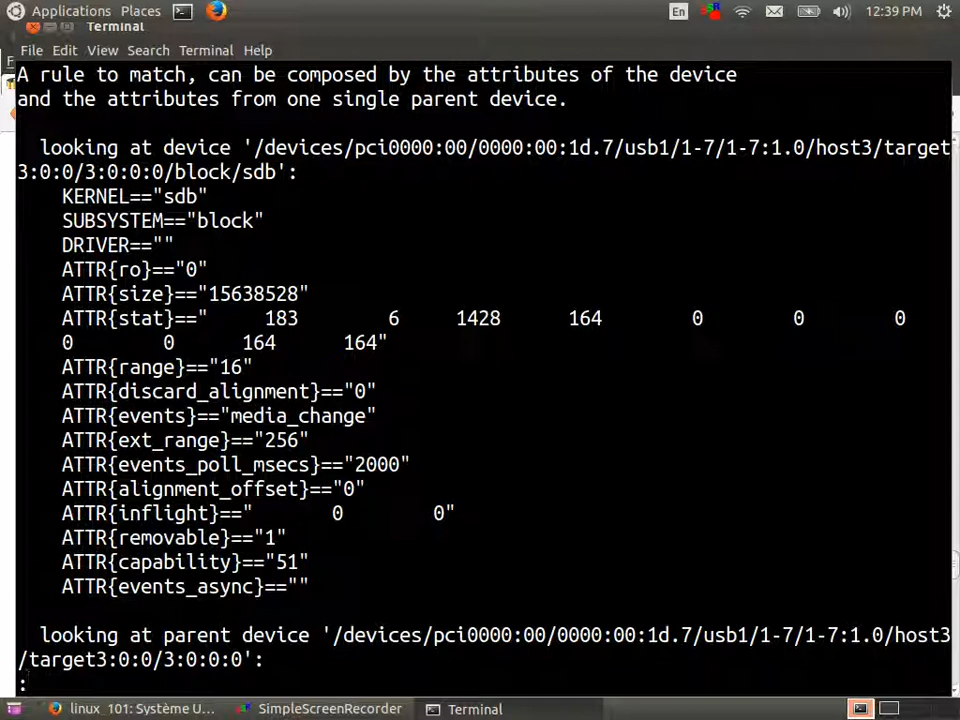 Applications Places En 12:39 PM
Terminal
File Edit View Search Terminal Help
A rule to match, can be composed by the attributes of the device
and the attributes from one single parent device.
looking at device '/devices/pci0000:00/0000:00:1d.7/usb1/1-7/1-7:1.0/host3/target
3:0:0/3:0:0:0/block/sdb':
KERNEL=="sdb"
SUBSYSTEM=="block"
DRIVER==""
ATTR{ro}=="0"
ATTR{size}=="15638528"
ATTR{stat}==" 183 6 1428 164 0 0 0
0 0 164 164"
ATTR{range}=="16"
ATTR{discard_alignment}=="0"
ATTR{events}=="media_change"
ATTR{ext_range}=="256"
ATTR{events_poll_msecs}=="2000"
ATTR{alignment_offset}=="0"
ATTR{inflight}==" 0 0"
ATTR{removable}=="1"
ATTR{capability}=="51"
ATTR{events_async}==""
looking at parent device '/devices/pci0000:00/0000:00:1d.7/usb1/1-7/1-7:1.0/host3
/target3:0:0/3:0:0:0':
:
linux_101: Système U... SimpleScreenRecorder Terminal